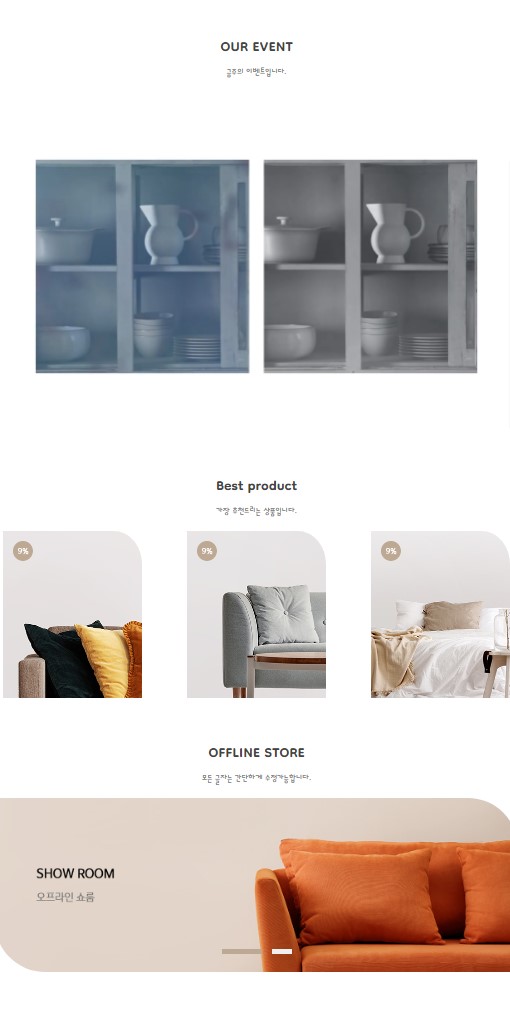 OUR EVENT
금주의 이벤트입니다.
Best product
가장 추천드리는 상품입니다.
9%
9%
9%
OFFLINE STORE
모든 글자는 간단하게 수정가능합니다.
SHOW ROOM
오프라인 쇼룸